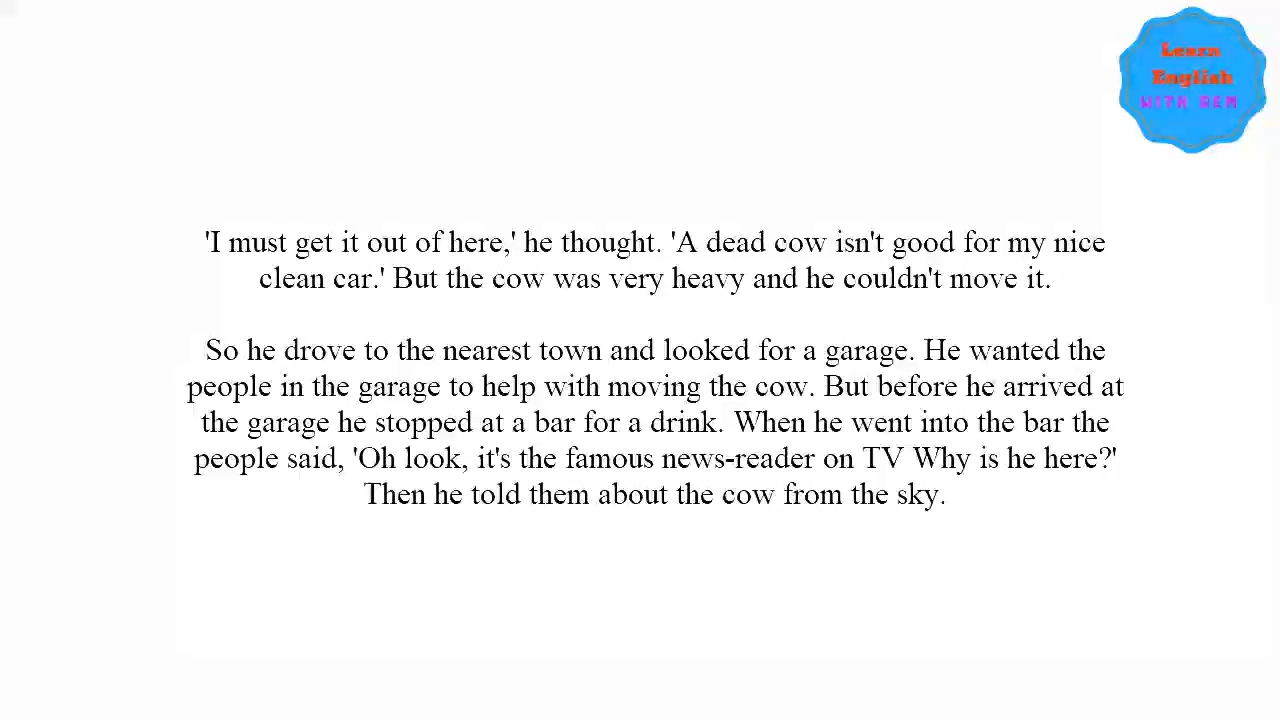 Learn
English
WITH GEM
'I must get it out of here,' he thought. 'A dead cow isn't good for my nice
clean car.' But the cow was very heavy and he couldn't move it.
So he drove to the nearest town and looked for a garage. He wanted the
people in the garage to help with moving the cow. But before he arrived at
the garage he stopped at a bar for a drink. When he went into the bar the
people said, 'Oh look, it's the famous news-reader on TV Why is he here?'
Then he told them about the cow from the sky.